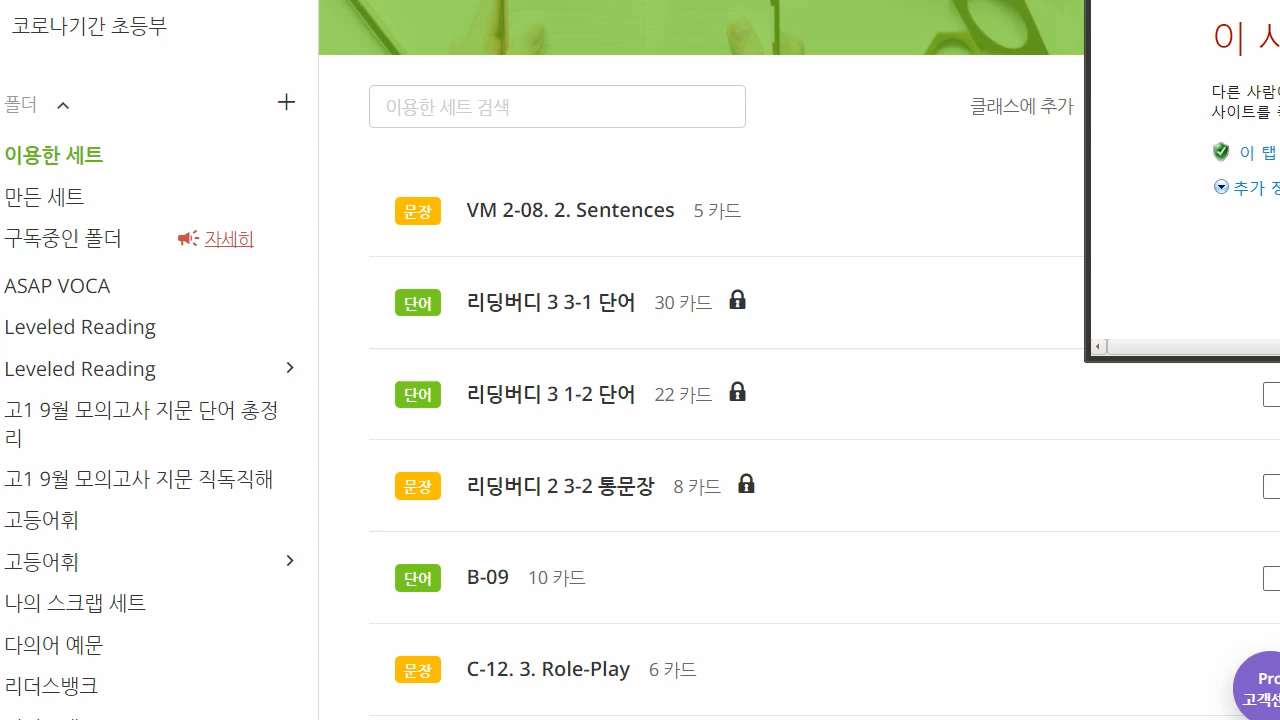 코로나기간 초등부
폴더
이용한 세트
만든 세트
구독중인 폴더 자세히
ASAP VOCA
Leveled Reading
Leveled Reading
고1 9월 모의고사 지문 단어 총정
리
고1 9월 모의고사 지문 직독직해
고등어휘
고등어휘
나의 스크랩 세트
다의어 예문
리더스뱅크
이용한 세트 검색
클래스에 추가
문장 VM 2-08. 2. Sentences 5 카드
단어 리딩버디 3 3-1 단어 30 카드
단어 리딩버디 3 1-2 단어 22 카드
문장 리딩버디 2 3-2 통문장 8 카드
단어 B-09 10 카드
문장 C-12. 3. Role-Play 6 카드
이
다른
사이트를
이 탭
추가